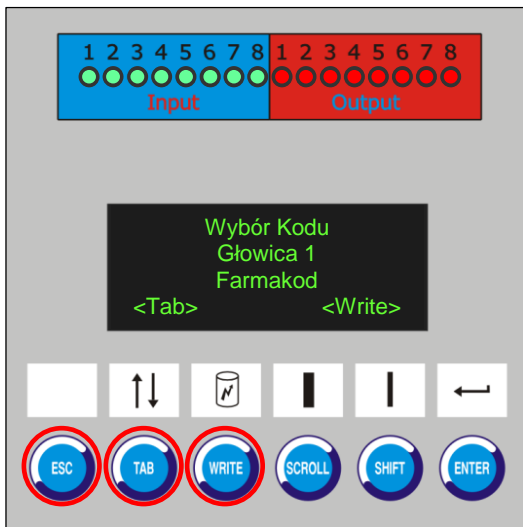 1 2 3 4 5 6 7 8 1 2 3 4 5 6 7 8
Input Output
Wybór Kodu
Głowica 1
Farmakod
<Tab> <Write>
ESC TAB WRITE SCROLL SHIFT ENTER